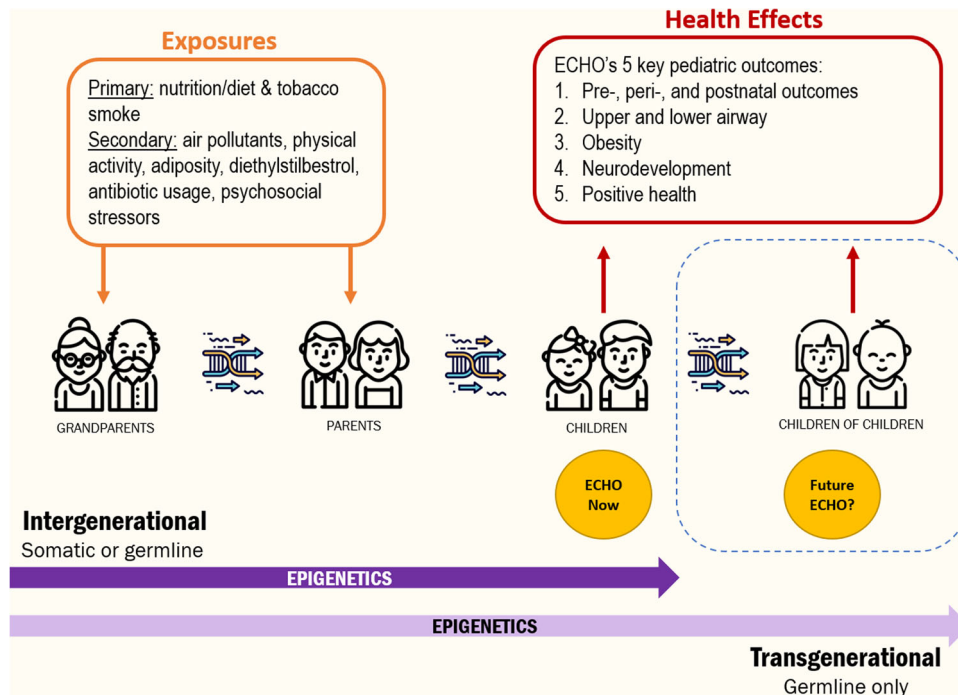 Exposures
Primary: nutrition/diet & tobacco
smoke
Secondary: air pollutants, physical
activity, adiposity, diethylstilbestrol,
antibiotic usage, psychosocial
stressors
Health Effects
ECHO's 5 key pediatric outcomes:
1. Pre-, peri-, and postnatal outcomes
2. Upper and lower airway
3. Obesity
4. Neurodevelopment
5. Positive health
GRANDPARENTS
PARENTS
CHILDREN
CHILDREN OF CHILDREN
ECHO
Now
Future
ECHO?
Intergenerational
Somatic or germline
EPIGENETICS
EPIGENETICS
Transgenerational
Germline only